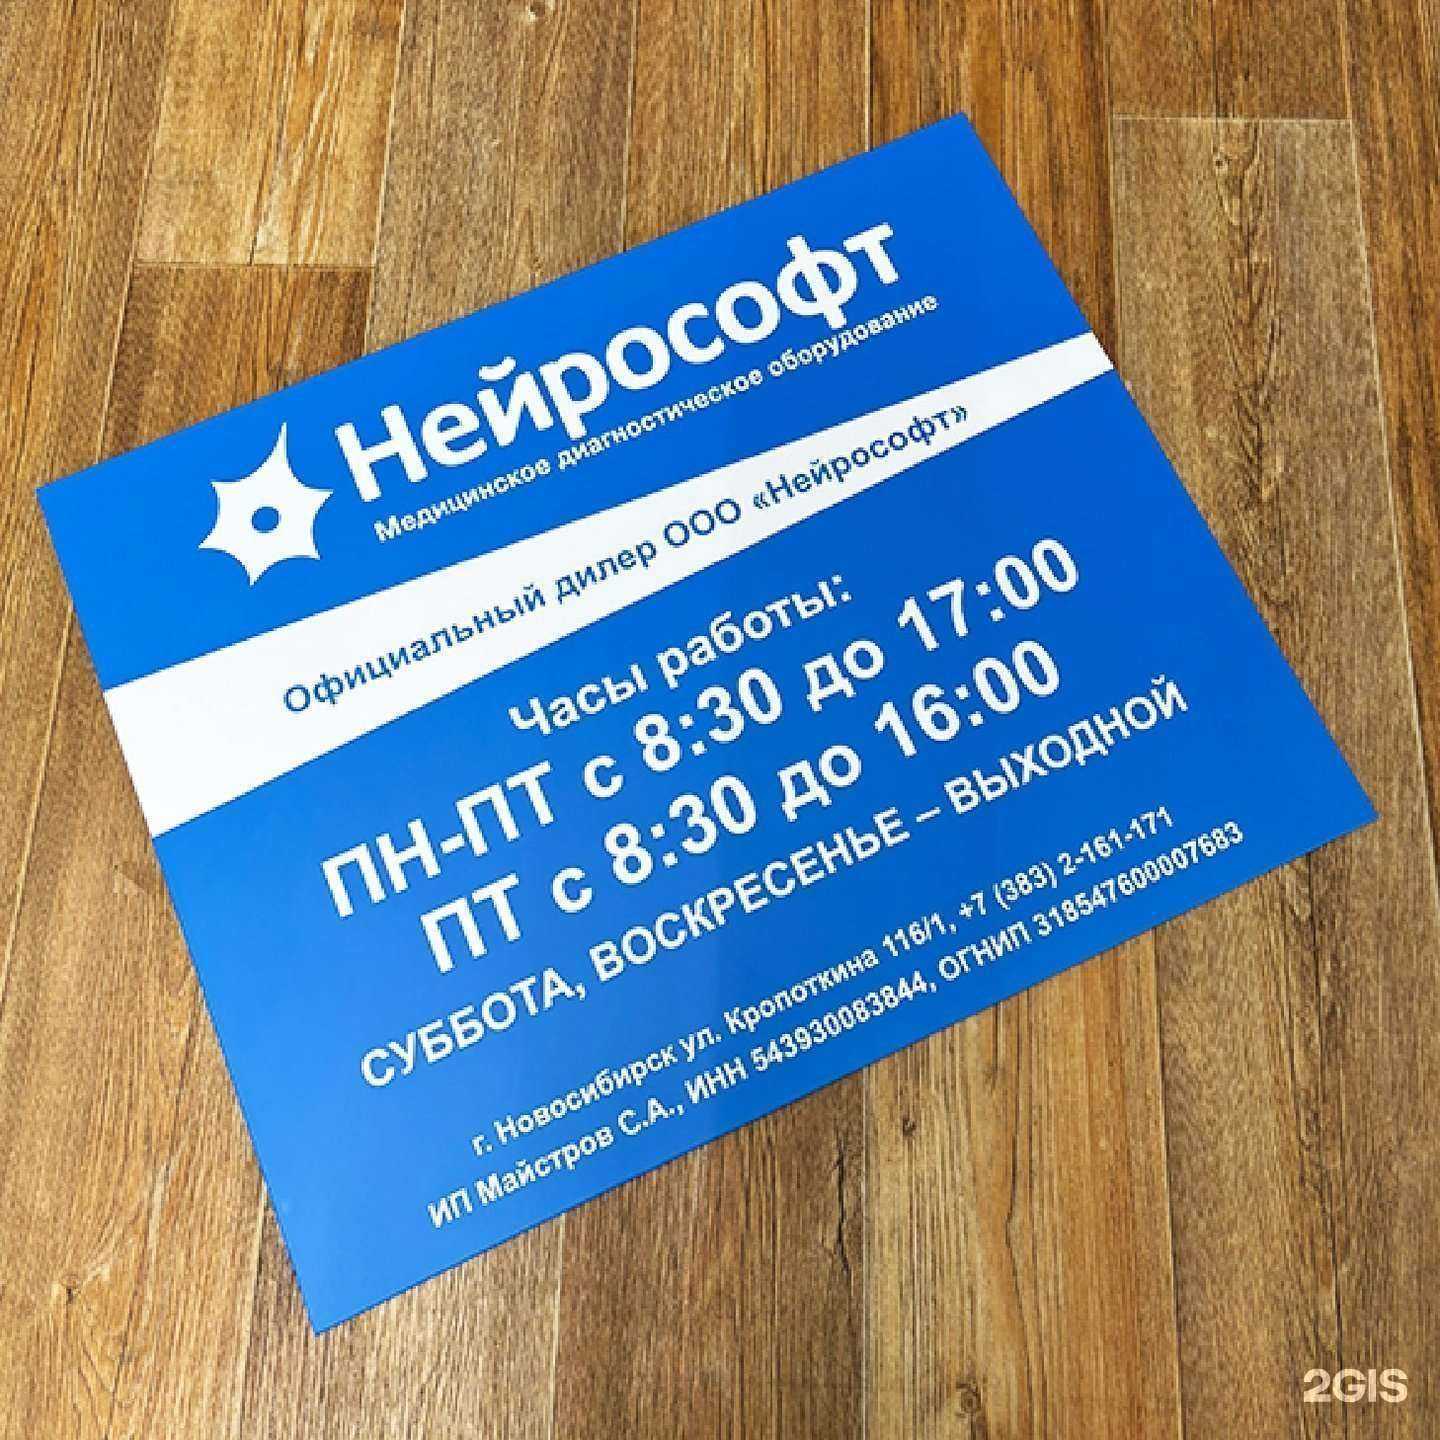 Нейрософт
Медицинское диагностическое оборудование
Официальный дилер ООО «Нейрософт»
Часы работы:
ПН-ПТ с 8:30 до 17:00
ПТ с 8:30 до 16:00
СУББОТА, ВОСКРЕСЕНЬЕ – ВЫХОДНОЙ
г. Новосибирск ул. Кропоткина 116/1, +7 (383) 2-161-171
ИП Майстров С.А., ИНН 543930083844, ОГНИП 318547600007683
2GIS